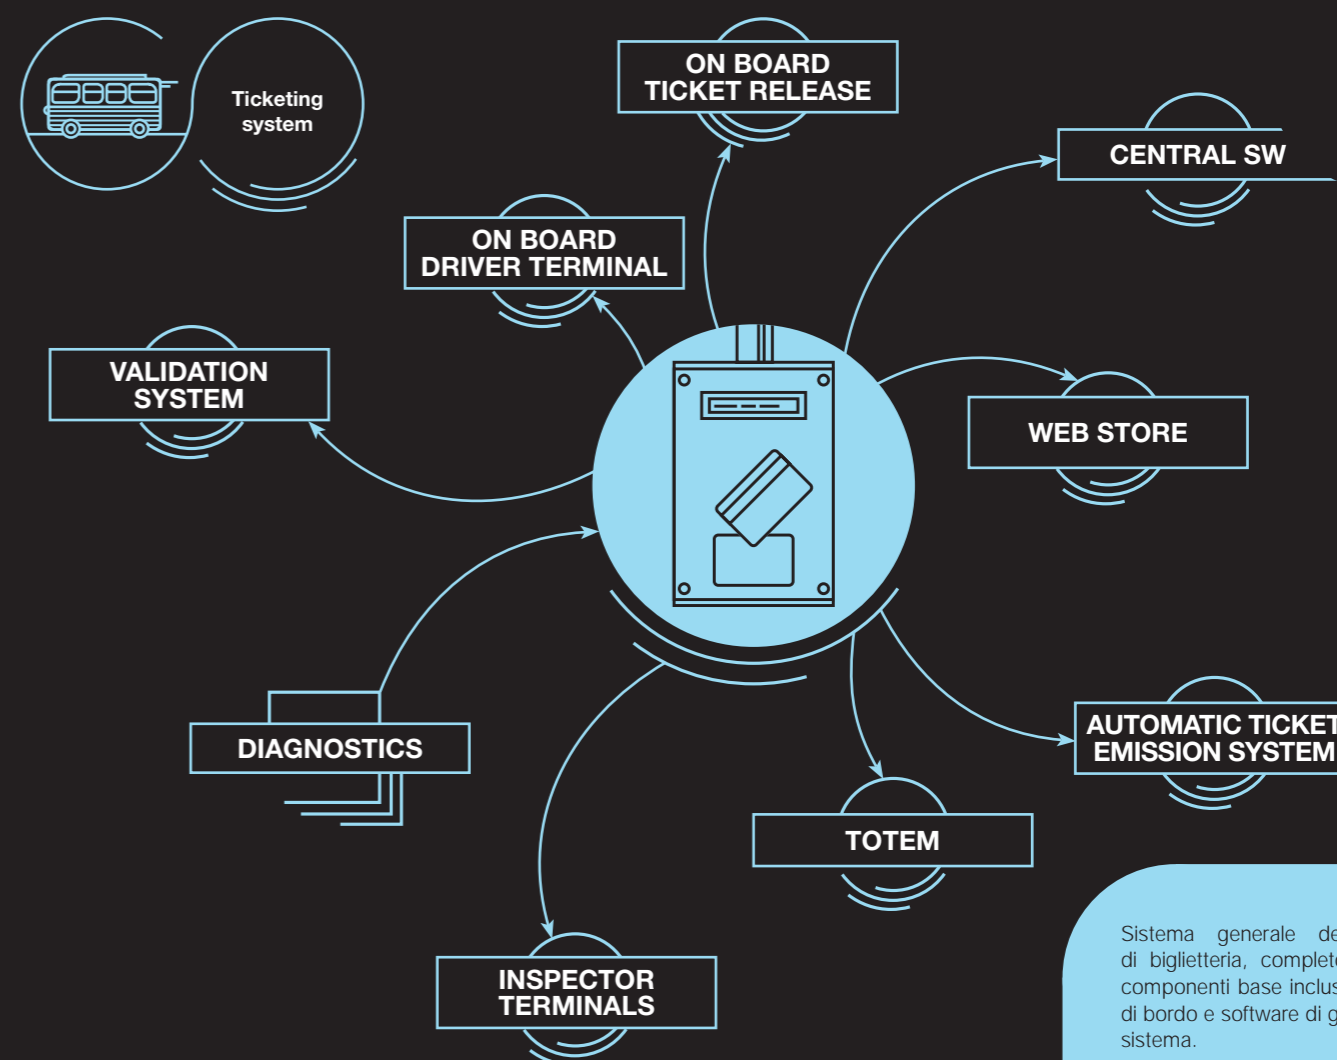 Ticketing
system
ON BOARD
TICKET RELEASE
CENTRAL SW
ON BOARD
DRIVER TERMINAL
VALIDATION
SYSTEM
WEB STORE
DIAGNOSTICS
AUTOMATIC TICKET
EMISSION SYSTEM
TOTEM
INSPECTOR
TERMINALS
Sistema generale
di biglietteria,
componenti base
di bordo e software di
sistema.